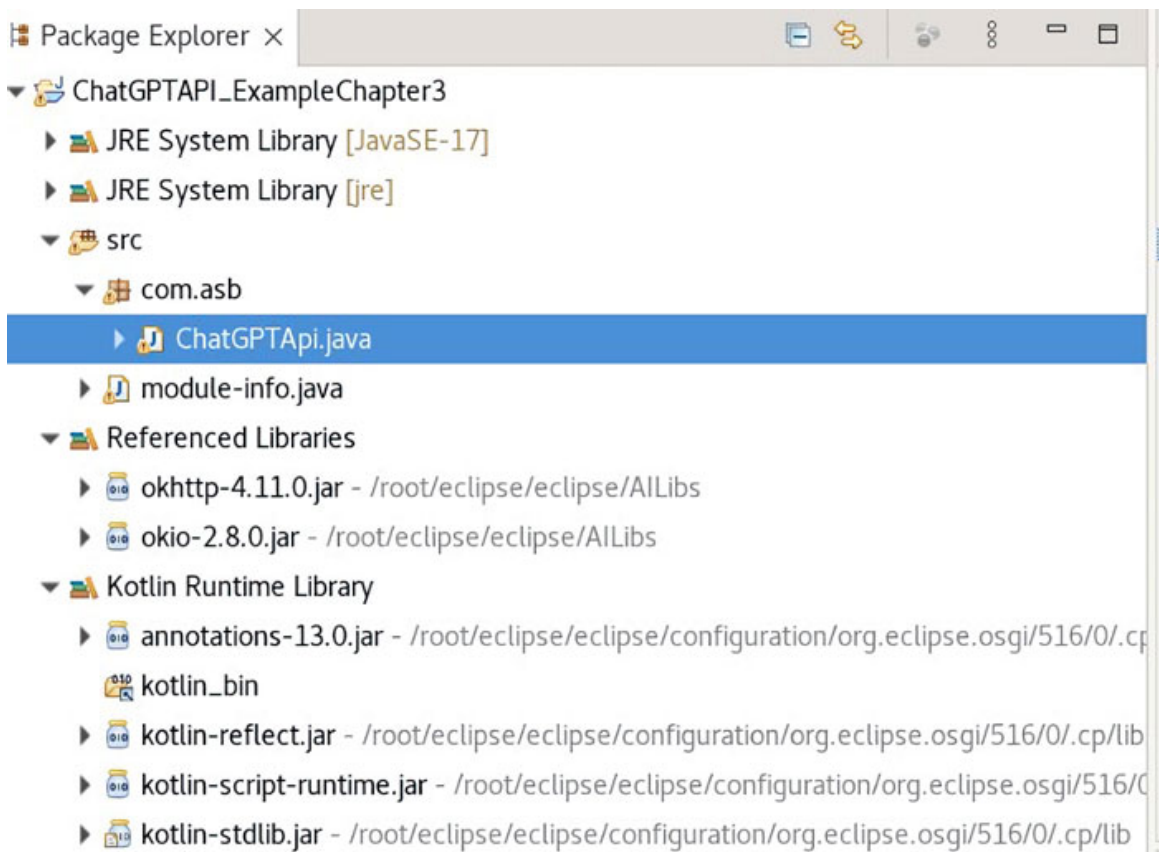 Package Explorer ×
ChatGPTAPI_ExampleChapter3
JRE System Library [JavaSE-17]
JRE System Library [jre]
src
com.asb
ChatGPTApi.java
module-info.java
Referenced Libraries
okhttp-4.11.0.jar - /root/eclipse/eclipse/AILibs
okio-2.8.0.jar - /root/eclipse/eclipse/AILibs
Kotlin Runtime Library
annotations-13.0.jar - /root/eclipse/eclipse/configuration/org.eclipse.osgi/516/0/.cp
kotlin_bin
kotlin-reflect.jar - /root/eclipse/eclipse/configuration/org.eclipse.osgi/516/0/.cp/lib
kotlin-script-runtime.jar - /root/eclipse/eclipse/configuration/org.eclipse.osgi/516/0
kotlin-stdlib.jar - /root/eclipse/eclipse/configuration/org.eclipse.osgi/516/0/.cp/lib